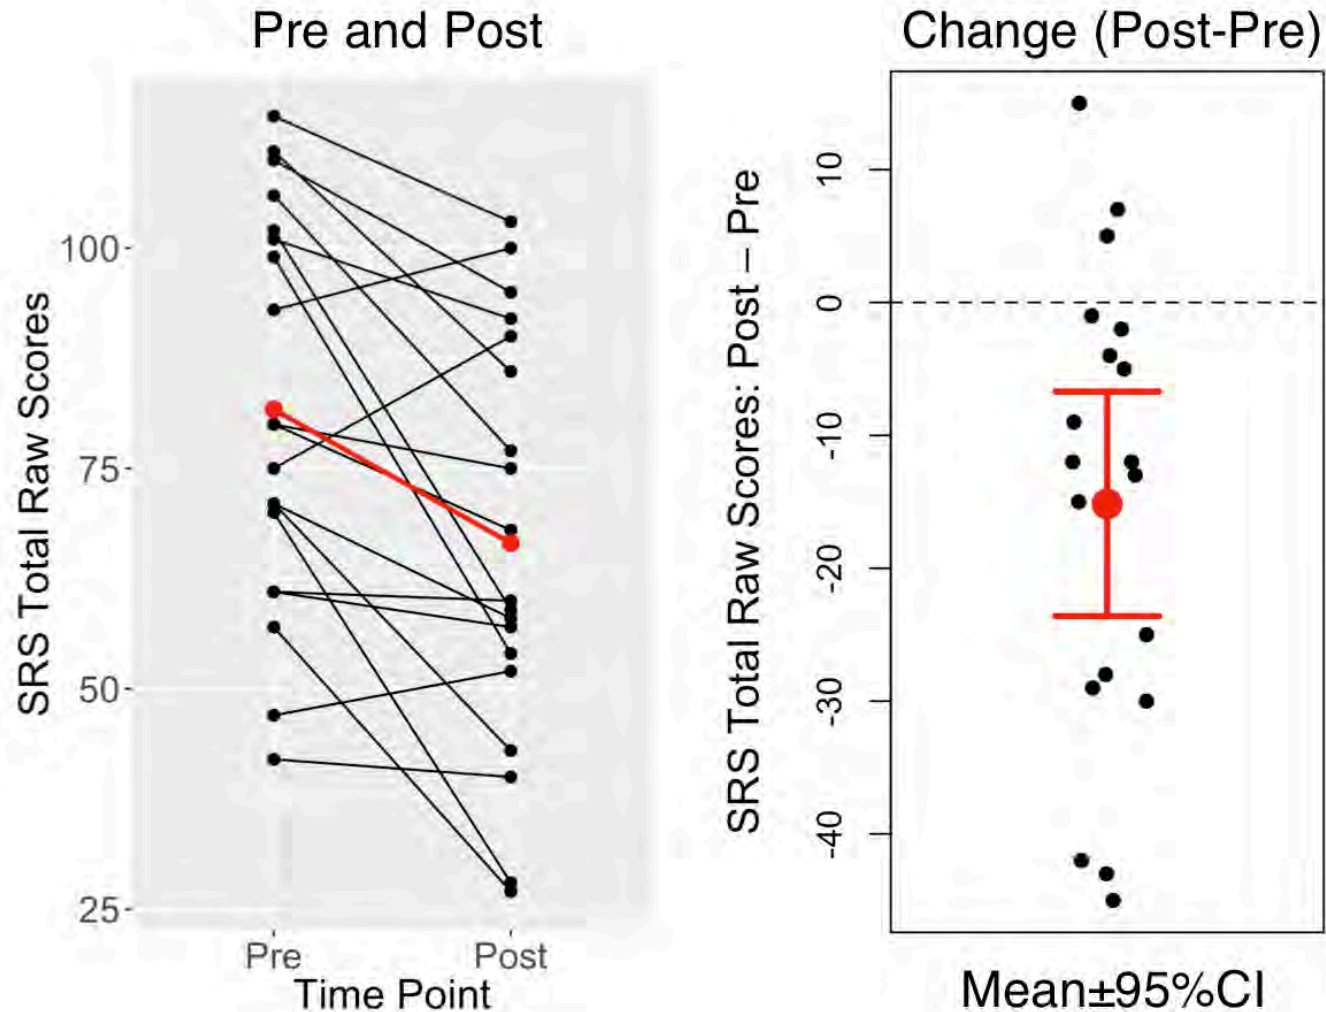 Pre and Post
SRS Total Raw Scores
100
75
50
25
Pre
Post
Time Point
Change (Post-Pre)
SRS Total Raw Scores: Post – Pre
10
0
-10
-20
-30
-40
Mean±95%CI